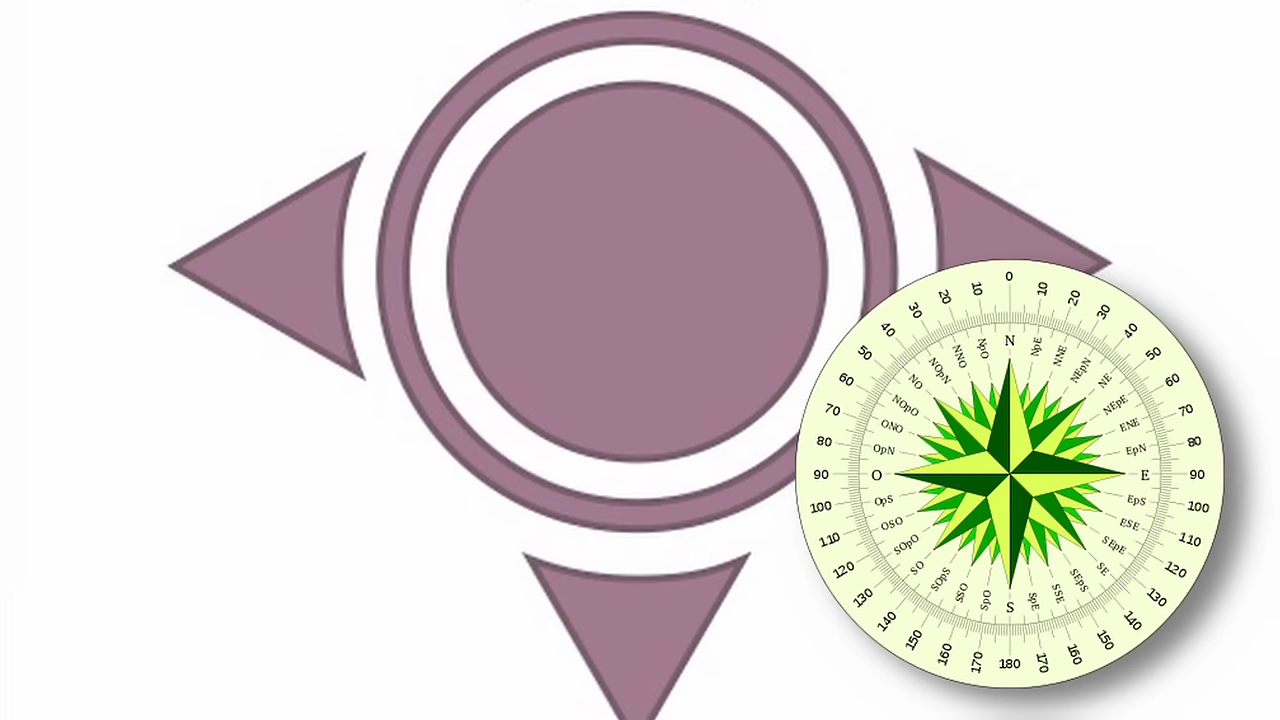 0
10
20
30
40
50
60
70
80
90
100
110
120
130
140
150
160
170
180
170
160
150
140
130
120
110
100
90
80
70
60
50
40
30
20
10
N
NpE
NNE
NEpN
NE
NEpE
ENE
EpN
E
EpS
ESE
SEpE
SE
SEpS
SSE
SpE
S
SpO
SSO
SOpS
SO
SOpO
OSO
OpS
O
OpN
ONO
NOpO
NO
NOpN
NNO
NpO